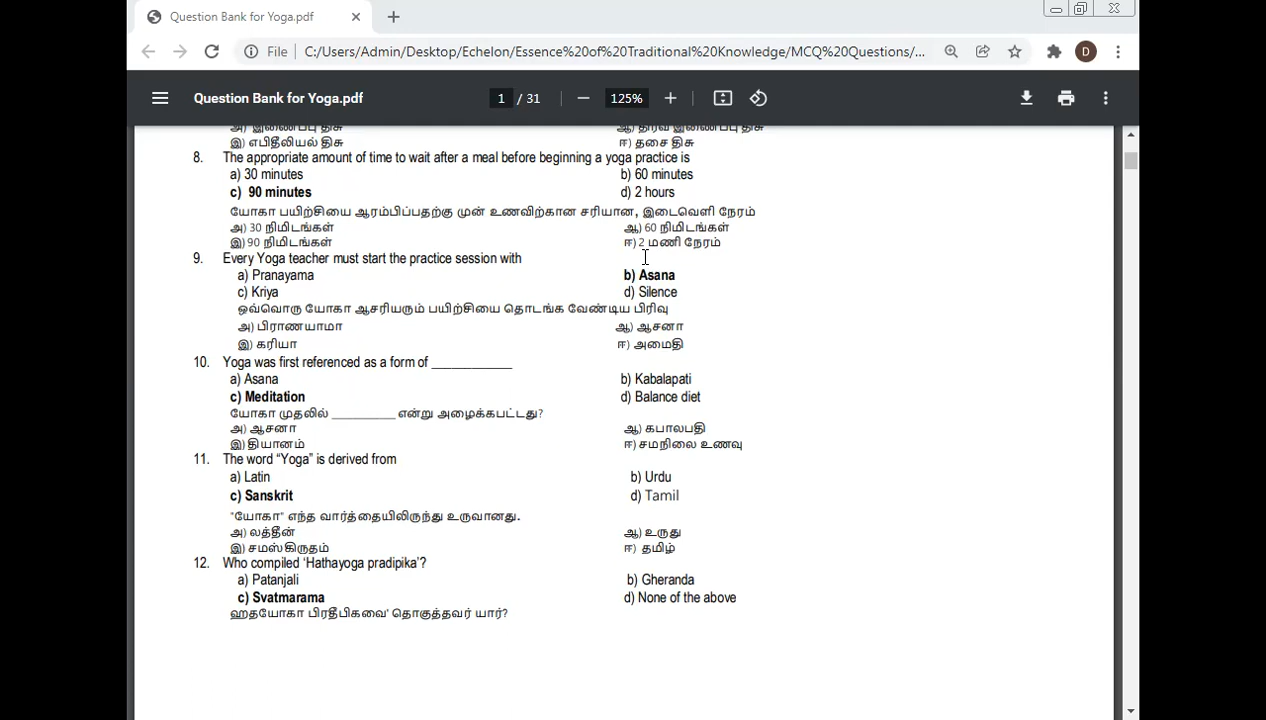 Question Bank for Yoga.pdf
File C:/Users/Admin/Desktop/Echelon/Essence%20of%20Traditional%20Knowledge/MCQ%20Questions/... D
Question Bank for Yoga.pdf 1 / 31 125%
அ) இணைப்பு திசு ஆ) திரவ இணைப்பு திசு
இ) எபிதீலியல் திசு ஈ) தசை திசு
8. The appropriate amount of time to wait after a meal before beginning a yoga practice is
a) 30 minutes b) 60 minutes
c) 90 minutes d) 2 hours
யோகா பயிற்சியை ஆரம்பிப்பதற்கு முன் உணவிற்கான சரியான, இடைவெளி நேரம்
அ) 30 நிமிடங்கள் ஆ) 60 நிமிடங்கள்
இ) 90 நிமிடங்கள் ஈ) 2 மணி நேரம்
9. Every Yoga teacher must start the practice session with
a) Pranayama b) Asana
c) Kriya d) Silence
ஒவ்வொரு யோகா ஆசரியரும் பயிற்சியை தொடங்க வேண்டிய பிரிவு
அ) பிராணயாமா ஆ) ஆசனா
இ) கரியா ஈ) அமைதி
10. Yoga was first referenced as a form of ____________
a) Asana b) Kabalapati
c) Meditation d) Balance diet
யோகா முதலில் __________ என்று அழைக்கபட்டது?
அ) ஆசனா ஆ) கபாலபதி
இ) தியானம் ஈ) சமநிலை உணவு
11. The word “Yoga” is derived from
a) Latin b) Urdu
c) Sanskrit d) Tamil
"யோகா" எந்த வார்த்தையிலிருந்து உருவானது.
அ) லத்தீன் ஆ) உருது
இ) சமஸ்கிருதம் ஈ) தமிழ்
12. Who compiled ‘Hathayoga pradipika’?
a) Patanjali b) Gheranda
c) Svatmarama d) None of the above
ஹதயோகா பிரதீபிகவை' தொகுத்தவர் யார்?